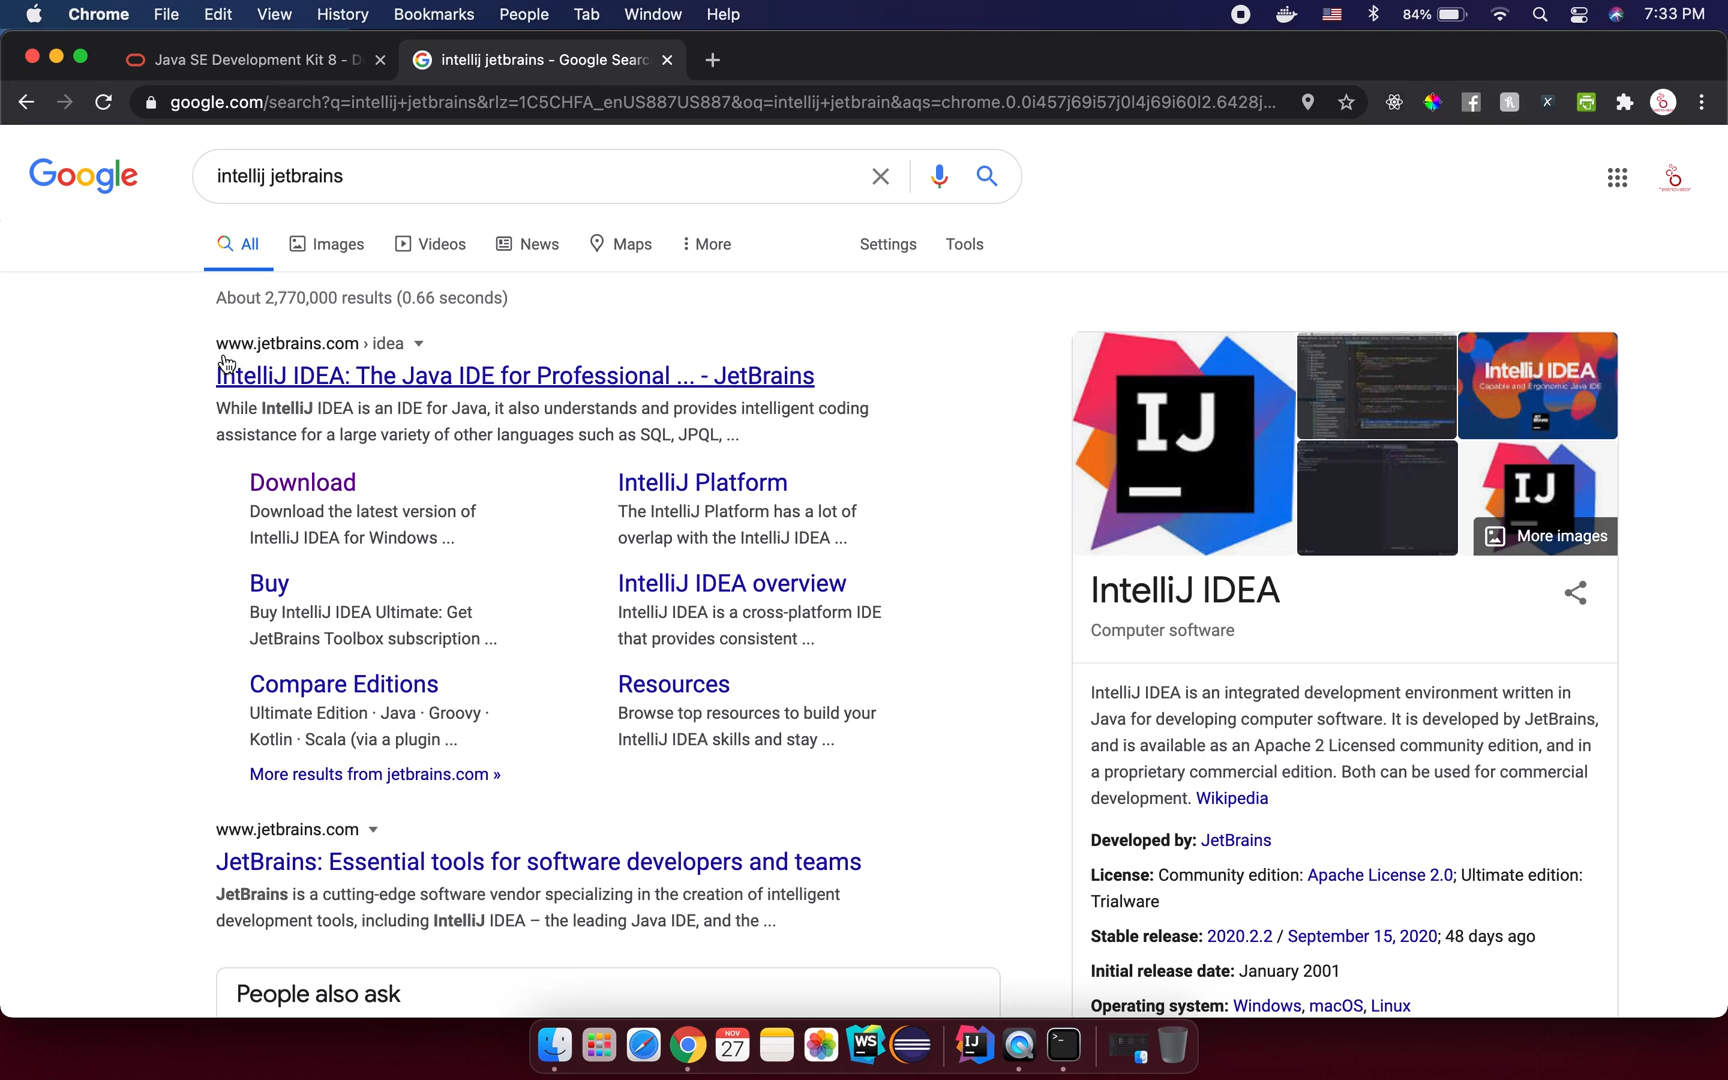 Chrome File Edit View History Bookmarks People Tab Window Help 84% 7:33 PM
Java SE Development Kit 8 - D intellij jetbrains - Google Searc
google.com/search?q=intellij+jetbrains&rlz=1C5CHFA_enUS887US887&oq=intellij+jetbrain&aqs=chrome.0.0i457j69i57j0l4j69i60l2.6428j...
Google intellij jetbrains
All Images Videos News Maps More Settings Tools
About 2,770,000 results (0.66 seconds)
www.jetbrains.com › idea
IntelliJ IDEA: The Java IDE for Professional ... - JetBrains
While IntelliJ IDEA is an IDE for Java, it also understands and provides intelligent coding
assistance for a large variety of other languages such as SQL, JPQL, ...
Download
Download the latest version of
IntelliJ IDEA for Windows ...
IntelliJ Platform
The IntelliJ Platform has a lot of
overlap with the IntelliJ IDEA ...
Buy
Buy IntelliJ IDEA Ultimate: Get
JetBrains Toolbox subscription ...
IntelliJ IDEA overview
IntelliJ IDEA is a cross-platform IDE
that provides consistent ...
Compare Editions
Ultimate Edition · Java · Groovy ·
Kotlin · Scala (via a plugin ...
Resources
Browse top resources to build your
IntelliJ IDEA skills and stay ...
More results from jetbrains.com »
www.jetbrains.com
JetBrains: Essential tools for software developers and teams
JetBrains is a cutting-edge software vendor specializing in the creation of intelligent
development tools, including IntelliJ IDEA – the leading Java IDE, and the ...
People also ask
IJ
IntelliJ IDEA
Capable and Ergonomic Java IDE
IJ
More images
IntelliJ IDEA
Computer software
IntelliJ IDEA is an integrated development environment written in
Java for developing computer software. It is developed by JetBrains,
and is available as an Apache 2 Licensed community edition, and in
a proprietary commercial edition. Both can be used for commercial
development. Wikipedia
Developed by: JetBrains
License: Community edition: Apache License 2.0; Ultimate edition:
Trialware
Stable release: 2020.2.2 / September 15, 2020; 48 days ago
Initial release date: January 2001
Operating system: Windows, macOS, Linux
NOV
27
WS
IJ